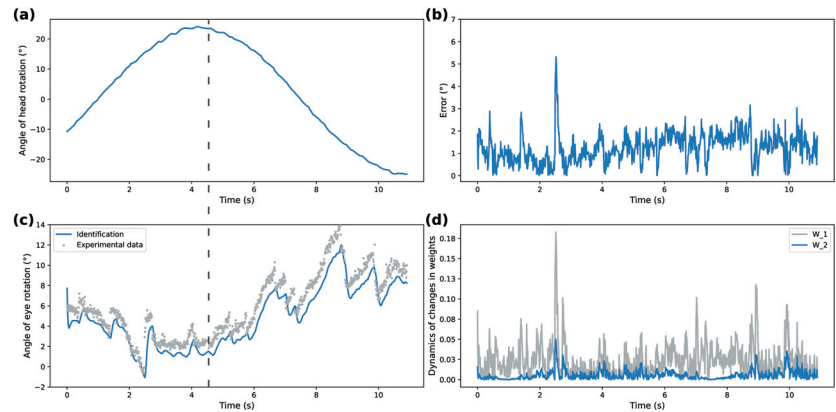 (a)
Angle of head rotation (°)
20
10
0
−10
−20
0 2 4 6 8 10
Time (s)
(b)
Error (°)
7
6
5
4
3
2
1
0
0 2 4 6 8 10
Time (s)
(c)
Angle of eye rotation (°)
14
12
10
8
6
4
2
0
−2
Identification
Experimental data
0 2 4 6 8 10
Time (s)
(d)
Dynamics of changes in weights
0.18
0.15
0.13
0.10
0.08
0.05
0.03
0.00
W_1
W_2
0 2 4 6 8 10
Time (s)